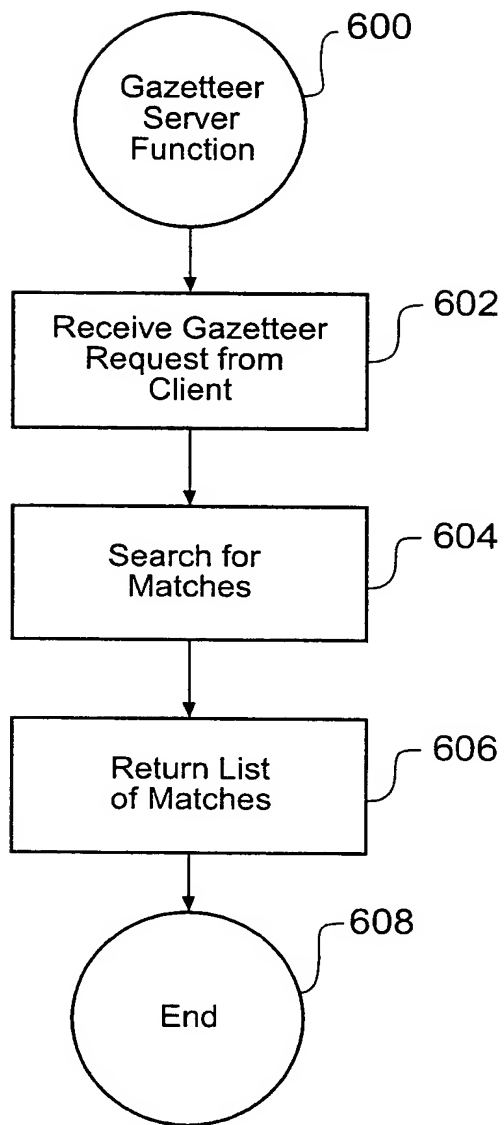 600
Gazetteer
Server
Function
602
Receive Gazetteer
Request from
Client
604
Search for
Matches
606
Return List
of Matches
608
End